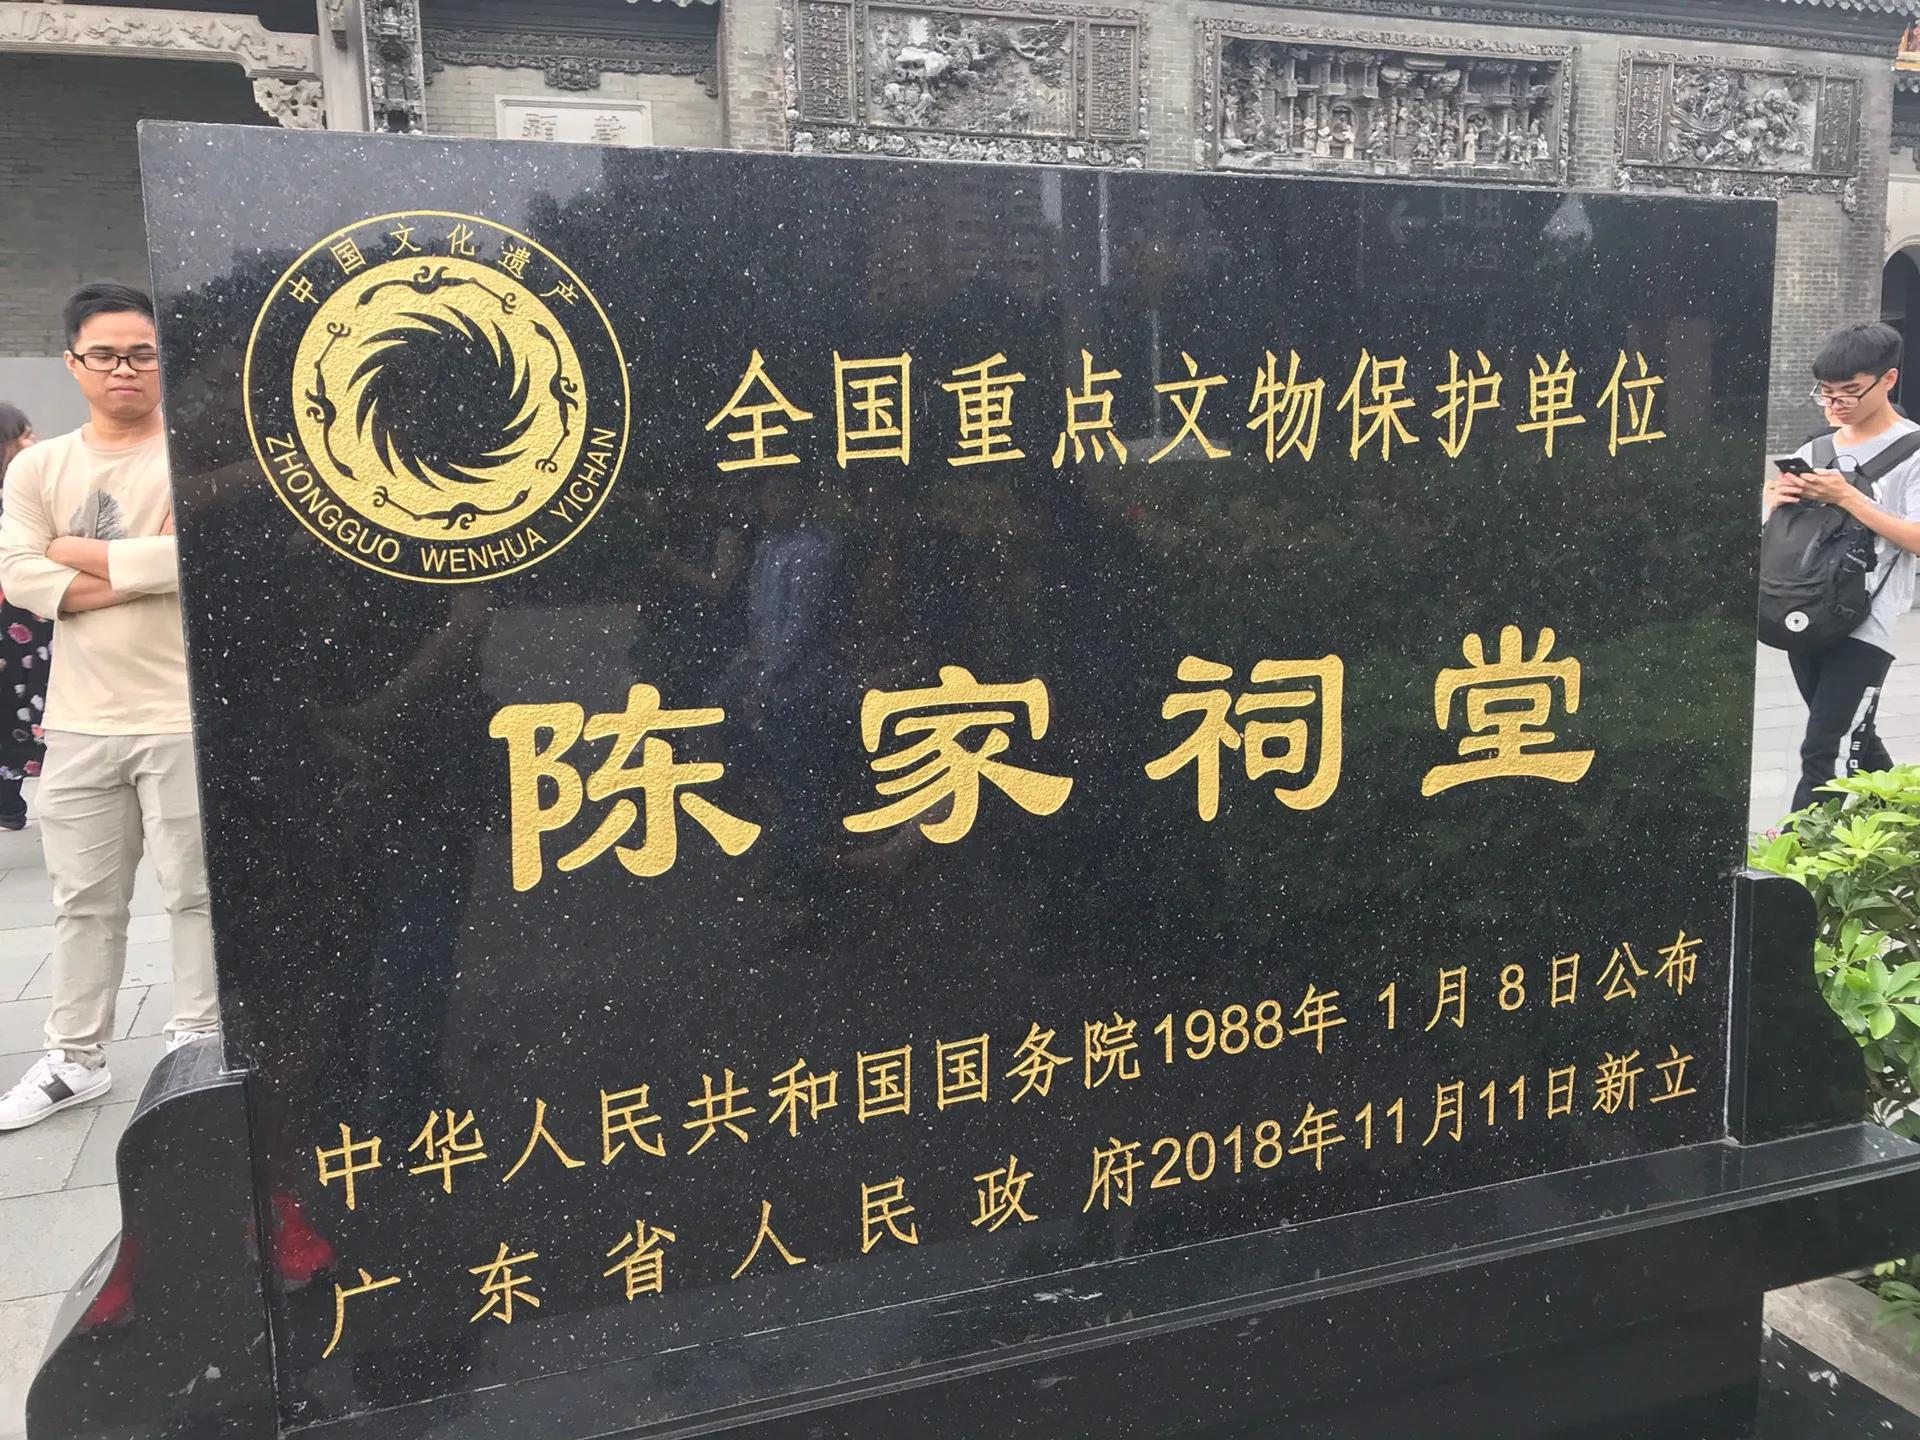 中国文化遗产
ZHONGGUO WENHUA YICHAN
全国重点文物保护单位
陈家祠堂
中华人民共和国国务院1988年1月8日公布
广东省人民政府2018年11月11日新立